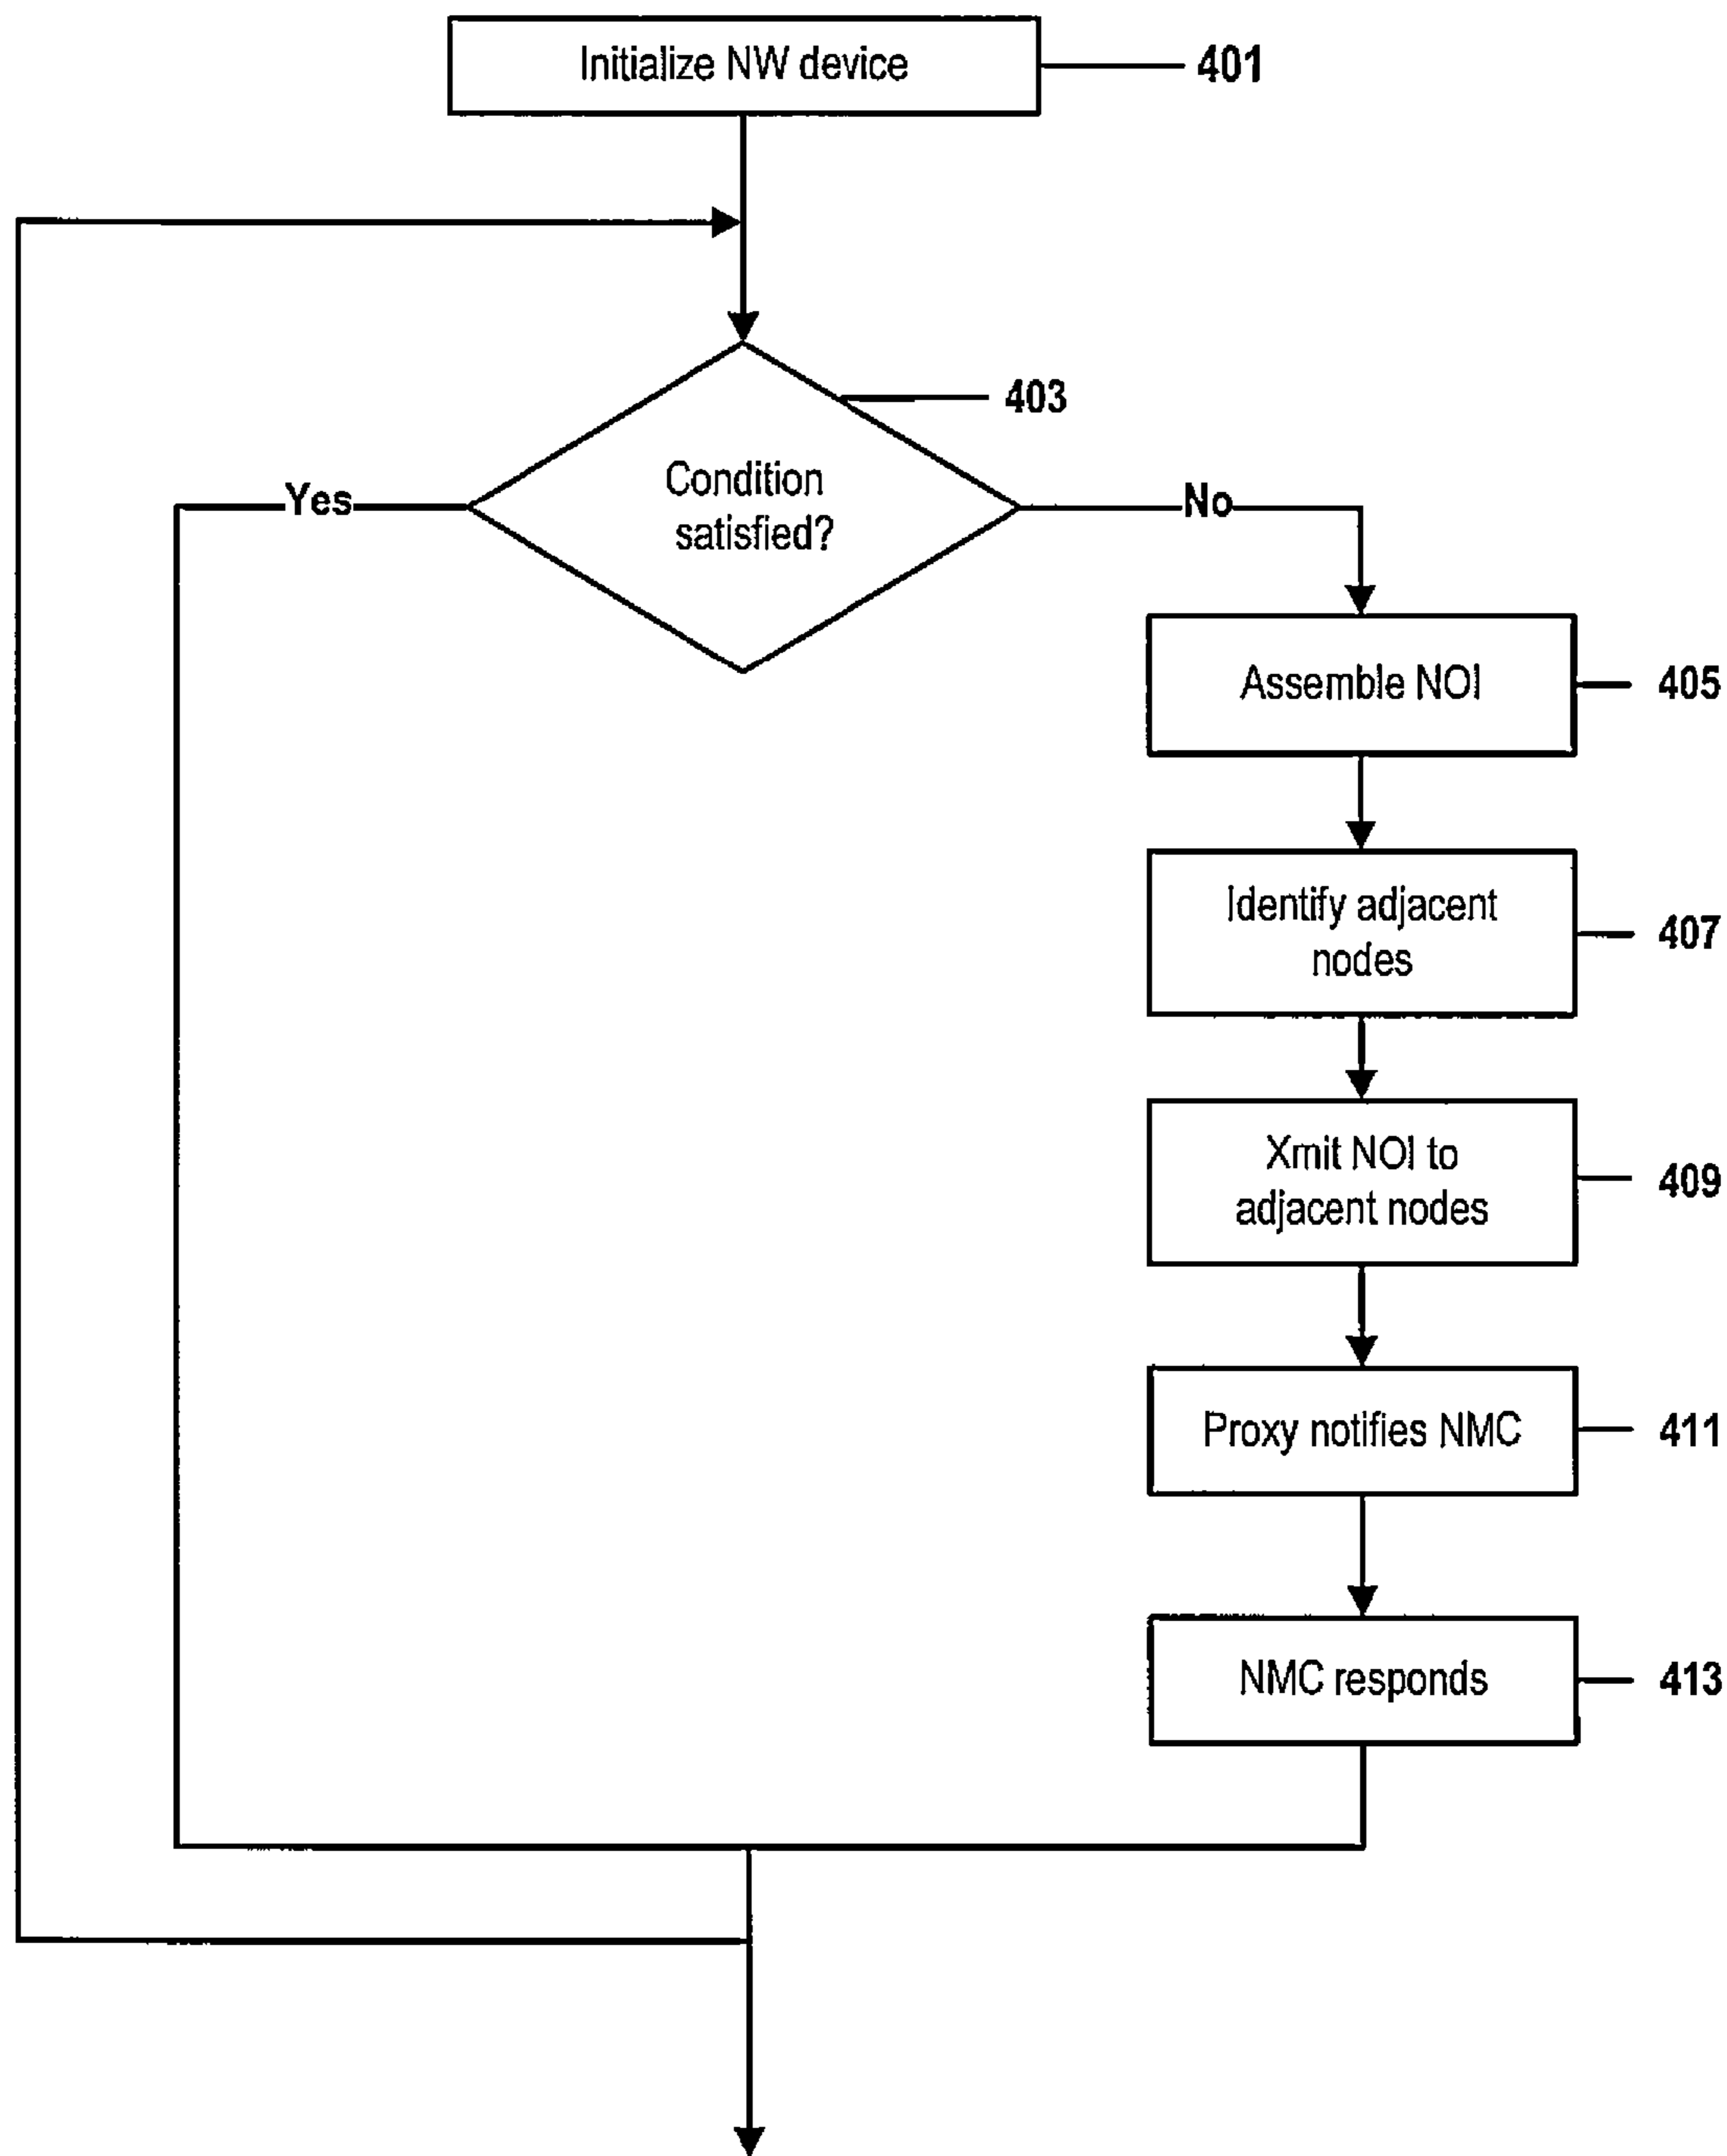 Initialize NW device
401
403
Condition
satisfied?
Yes
No
Assemble NOI
405
Identify adjacent
nodes
407
Xmit NOI to
adjacent nodes
409
Proxy notifies NMC
411
NMC responds
413